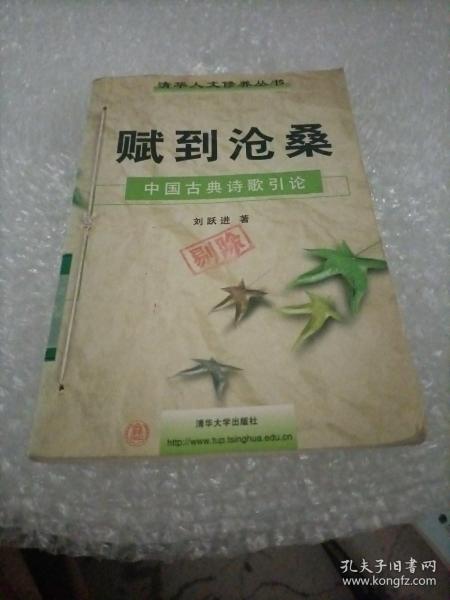 清华人文修养丛书
赋到沧桑
中国古典诗歌引论
刘跃进 著
剔除
清华大学出版社
http://www.tup.tsinghua.edu.cn
孔夫子旧书网
www.kongfz.com